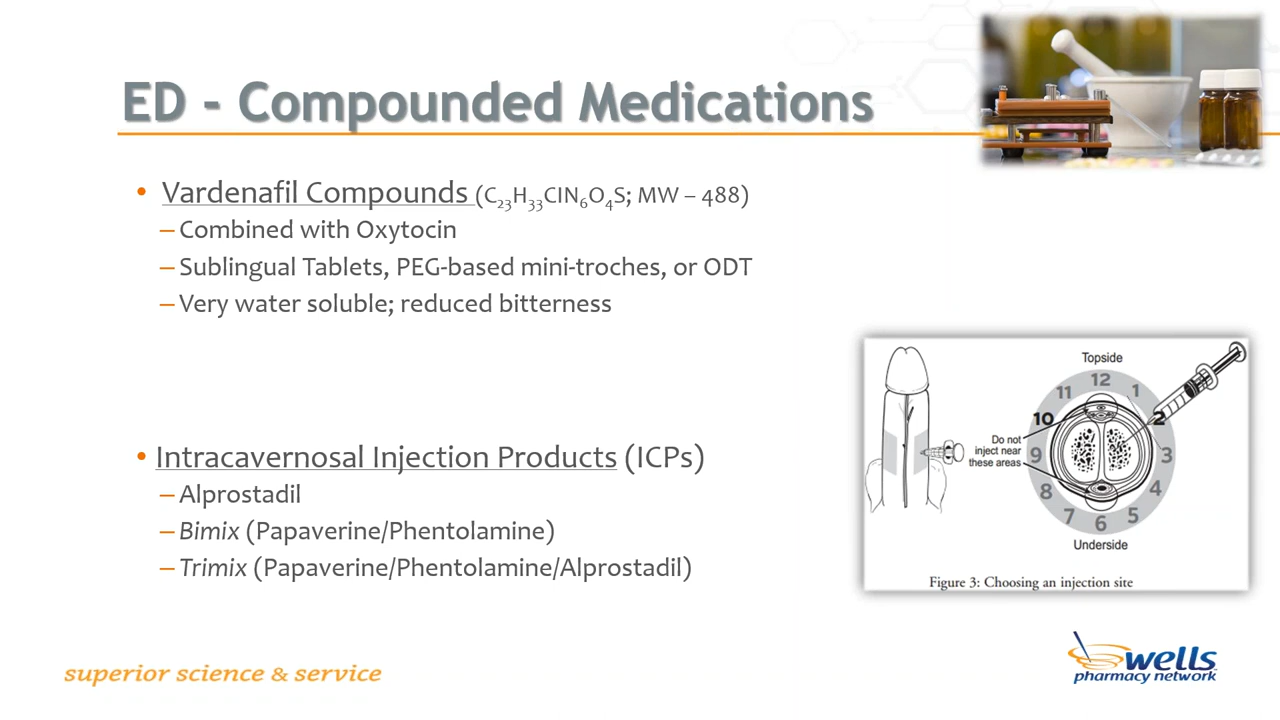 ED - Compounded Medications
• Vardenafil Compounds (C₂₃H₃₃ClN₆O₄S; MW – 488)
– Combined with Oxytocin
– Sublingual Tablets, PEG-based mini-troches, or ODT
– Very water soluble; reduced bitterness
• Intracavernosal Injection Products (ICPs)
– Alprostadil
– Bimix (Papaverine/Phentolamine)
– Trimix (Papaverine/Phentolamine/Alprostadil)
Topside
12
11
1
10
2
Do not
inject near
these areas
9
3
8
4
7
6
5
Underside
Figure 3: Choosing an injection site
superior science & service
wells
pharmacy network